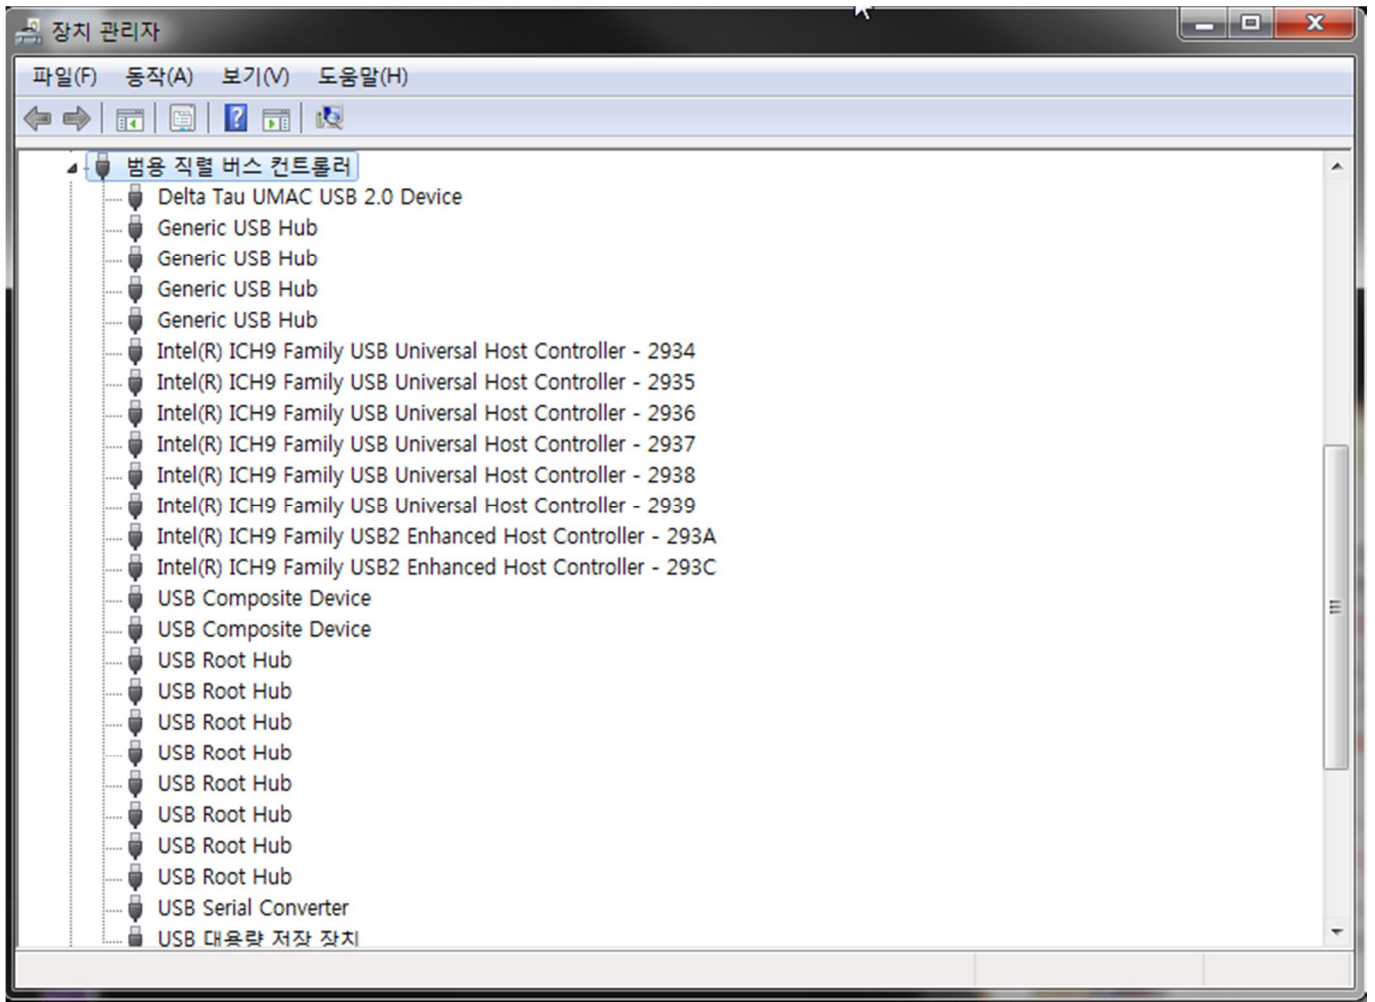 장치 관리자
파일(F) 동작(A) 보기(V) 도움말(H)
범용 직렬 버스 컨트롤러
Delta Tau UMAC USB 2.0 Device
Generic USB Hub
Generic USB Hub
Generic USB Hub
Generic USB Hub
Intel(R) ICH9 Family USB Universal Host Controller - 2934
Intel(R) ICH9 Family USB Universal Host Controller - 2935
Intel(R) ICH9 Family USB Universal Host Controller - 2936
Intel(R) ICH9 Family USB Universal Host Controller - 2937
Intel(R) ICH9 Family USB Universal Host Controller - 2938
Intel(R) ICH9 Family USB Universal Host Controller - 2939
Intel(R) ICH9 Family USB2 Enhanced Host Controller - 293A
Intel(R) ICH9 Family USB2 Enhanced Host Controller - 293C
USB Composite Device
USB Composite Device
USB Root Hub
USB Root Hub
USB Root Hub
USB Root Hub
USB Root Hub
USB Root Hub
USB Root Hub
USB Root Hub
USB Serial Converter
USB 대용량 저장 장치